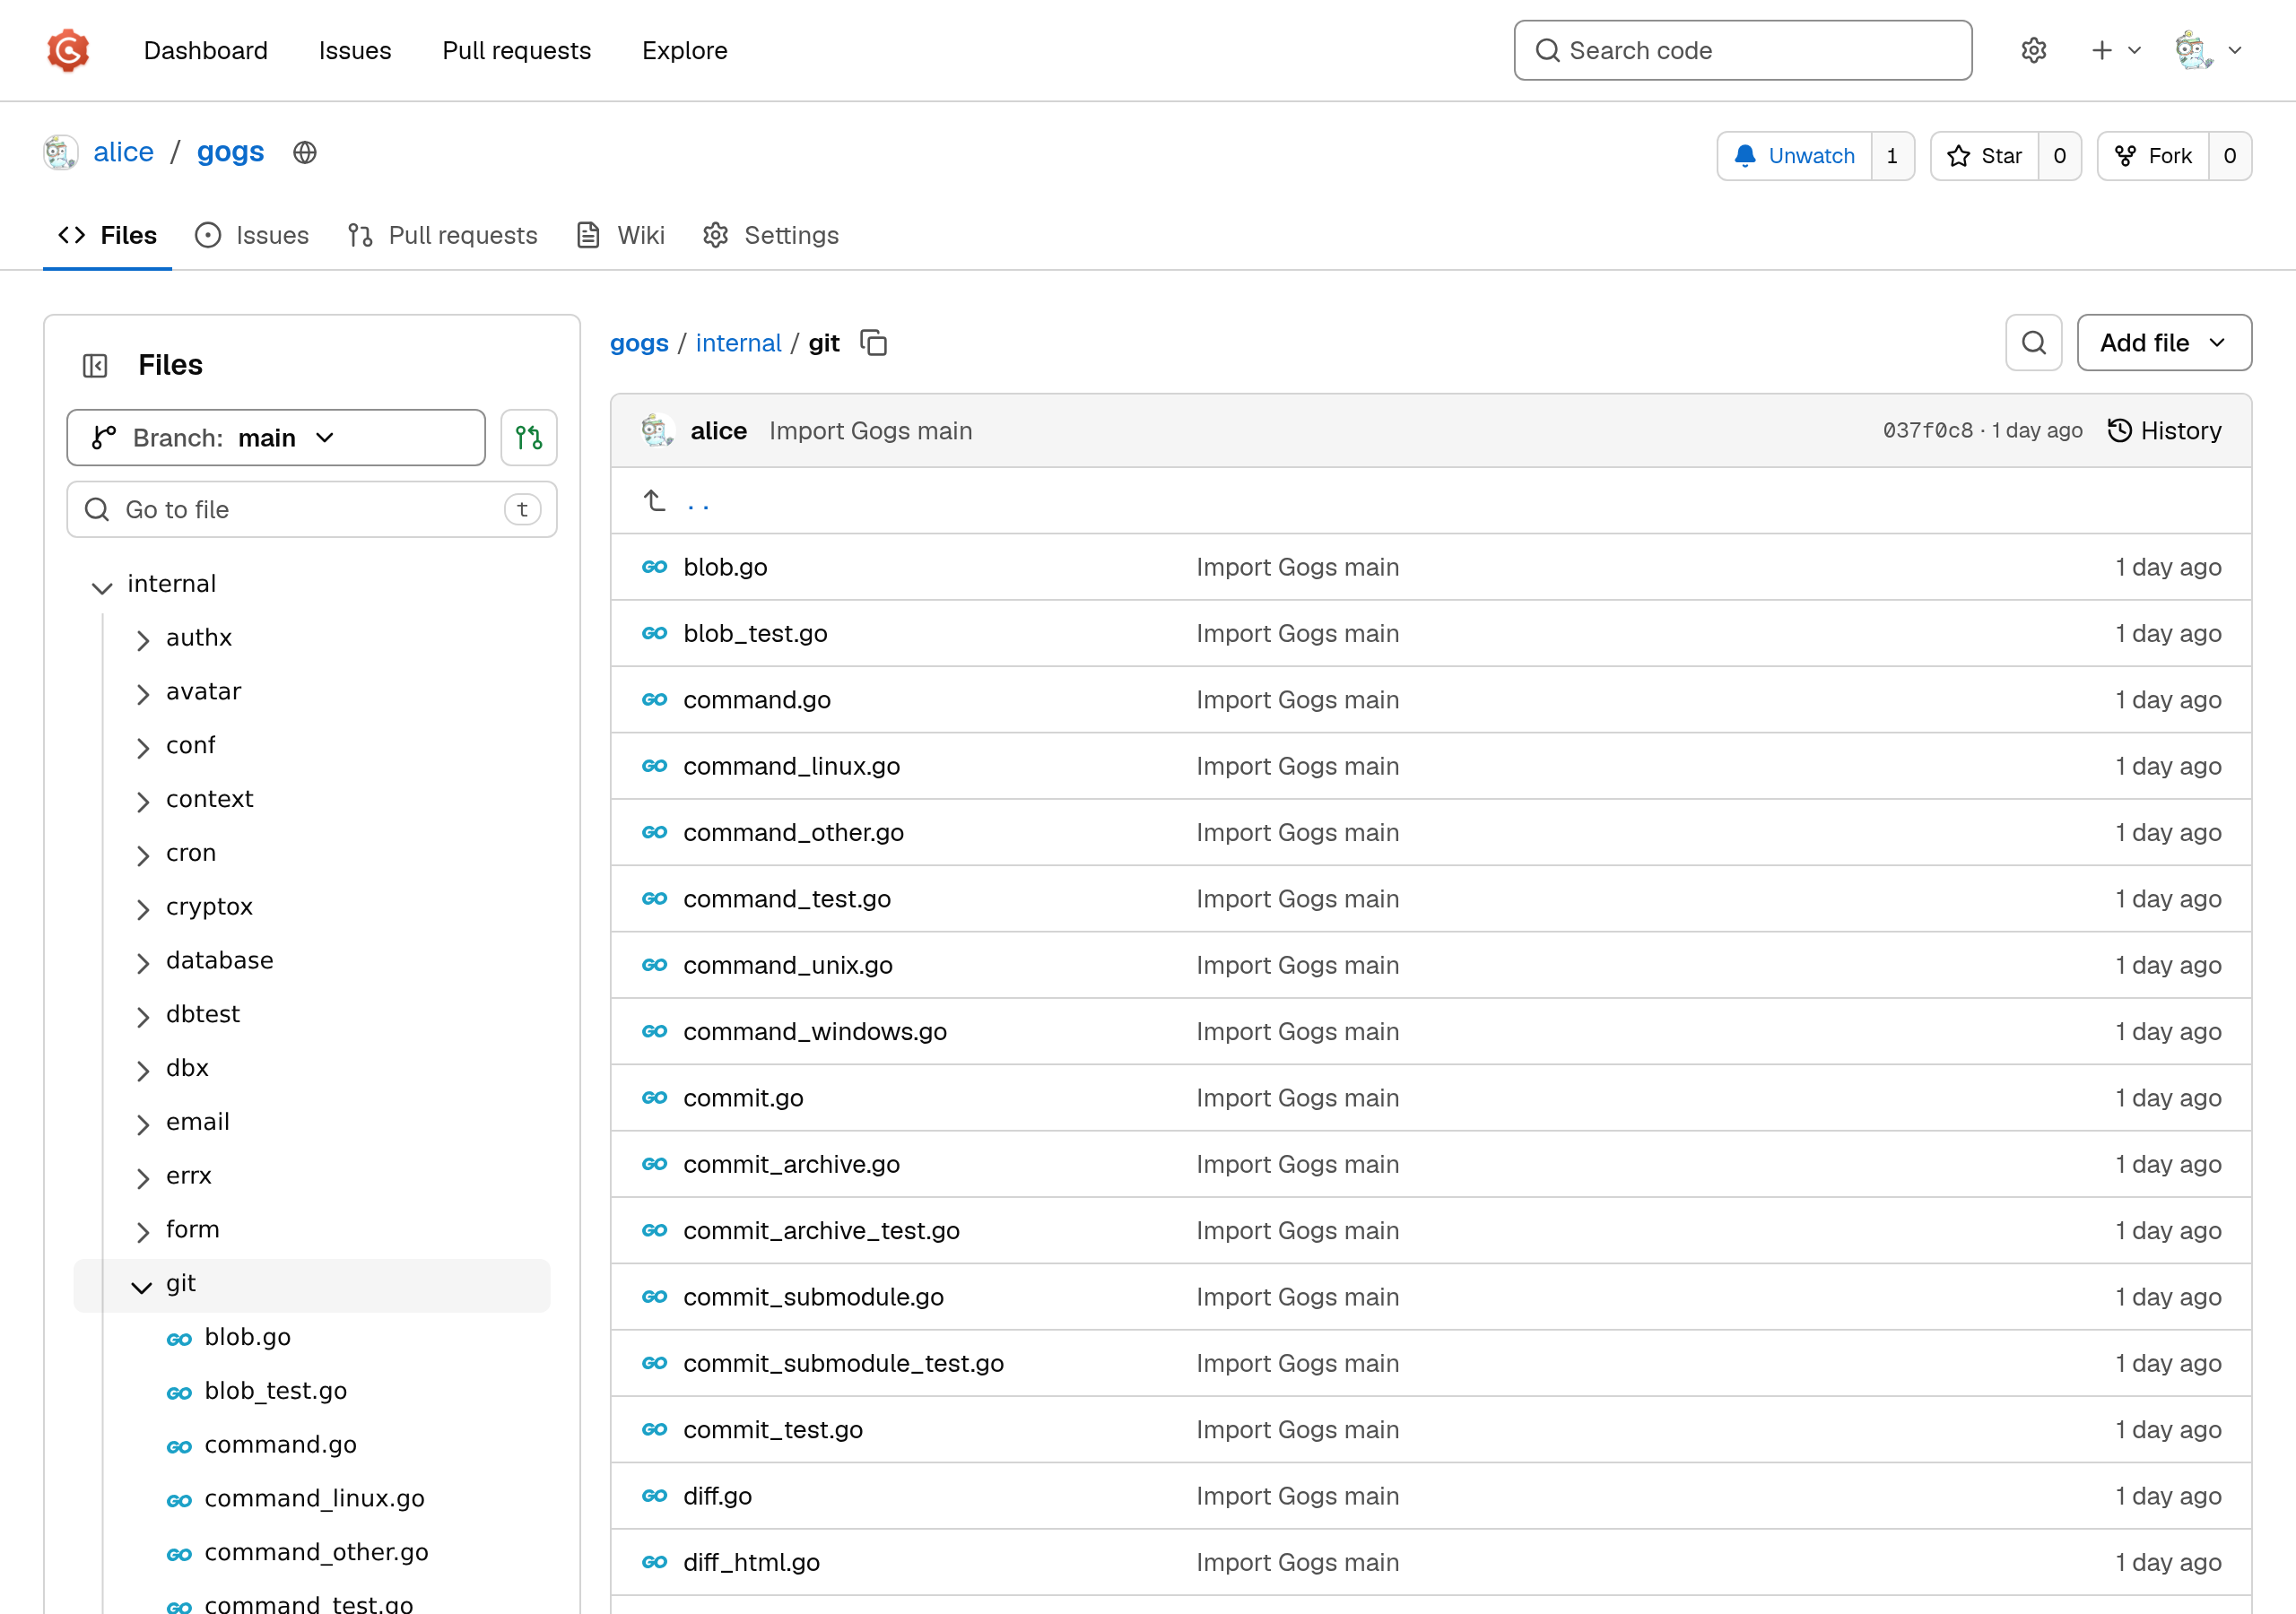 Dashboard Issues Pull requests Explore Search code
alice / gogs Unwatch 1 Star 0 Fork 0
Files Issues Pull requests Wiki Settings
Files
Branch: main
Go to file t
internal
authx
avatar
conf
context
cron
cryptox
database
dbtest
dbx
email
errx
form
git
blob.go
blob_test.go
command.go
command_linux.go
command_other.go
command_test.go
gogs / internal / git Add file
alice Import Gogs main 037f0c8 · 1 day ago History
..
blob.go Import Gogs main 1 day ago
blob_test.go Import Gogs main 1 day ago
command.go Import Gogs main 1 day ago
command_linux.go Import Gogs main 1 day ago
command_other.go Import Gogs main 1 day ago
command_test.go Import Gogs main 1 day ago
command_unix.go Import Gogs main 1 day ago
command_windows.go Import Gogs main 1 day ago
commit.go Import Gogs main 1 day ago
commit_archive.go Import Gogs main 1 day ago
commit_archive_test.go Import Gogs main 1 day ago
commit_submodule.go Import Gogs main 1 day ago
commit_submodule_test.go Import Gogs main 1 day ago
commit_test.go Import Gogs main 1 day ago
diff.go Import Gogs main 1 day ago
diff_html.go Import Gogs main 1 day ago